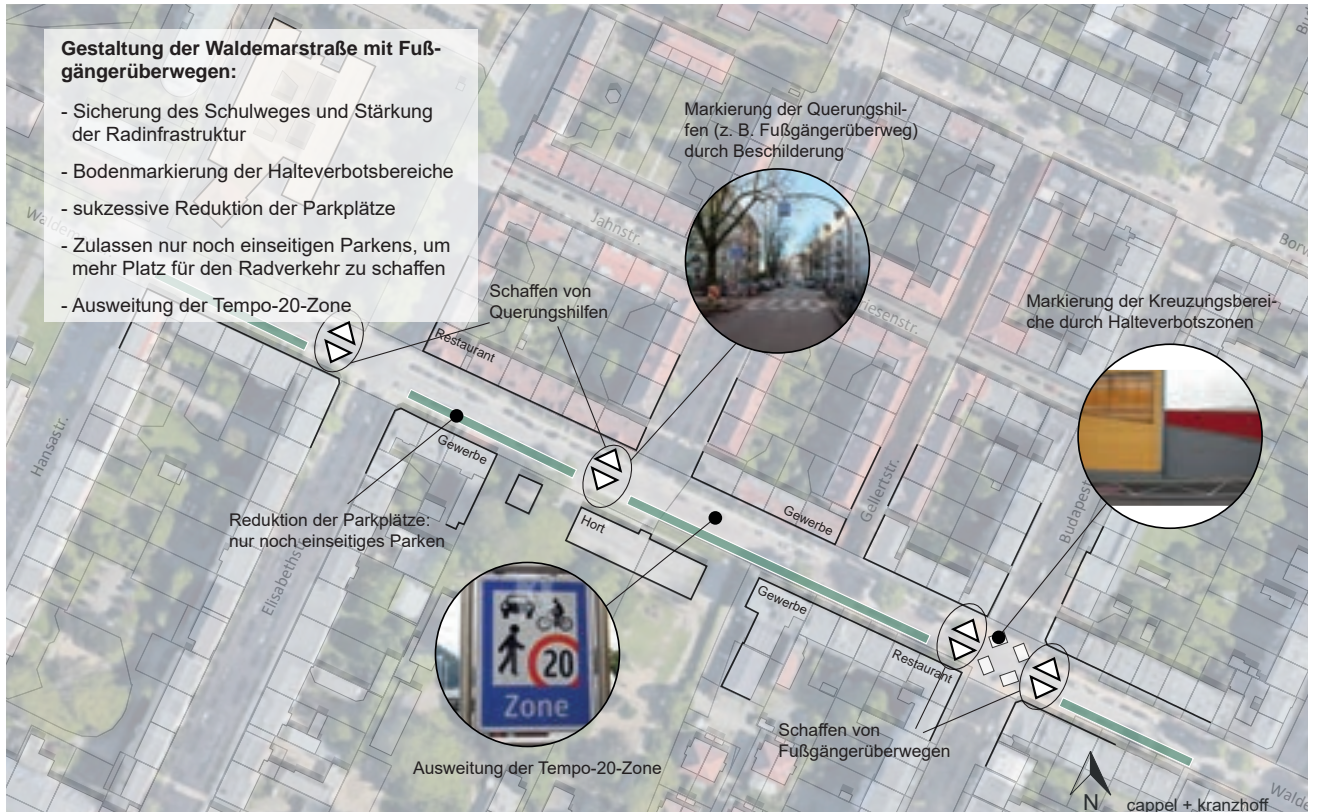 Gestaltung der Waldemarstraße mit Fuß-
gängerüberwegen:
- Sicherung des Schulweges und Stärkung
der Radinfrastruktur
- Bodenmarkierung der Halteverbotsbereiche
- sukzessive Reduktion der Parkplätze
- Zulassen nur noch einseitigen Parkens, um
mehr Platz für den Radverkehr zu schaffen
- Ausweitung der Tempo-20-Zone
Markierung der Querungshil-
fen (z. B. Fußgängerüberweg)
durch Beschilderung
Jahnstr.
Schaffen von
Querungshilfen
Markierung der Kreuzungsberei-
che durch Halteverbotszonen
Restaurant
Hansastr.
Gewerbe
Reduktion der Parkplätze:
nur noch einseitiges Parken
Elisabethstr.
Hort
Gewerbe
Gellertstr.
Budapest
Gewerbe
Restaurant
20
Zone
Ausweitung der Tempo-20-Zone
Schaffen von
Fußgängerüberwegen
N
cappel + kranzhoff